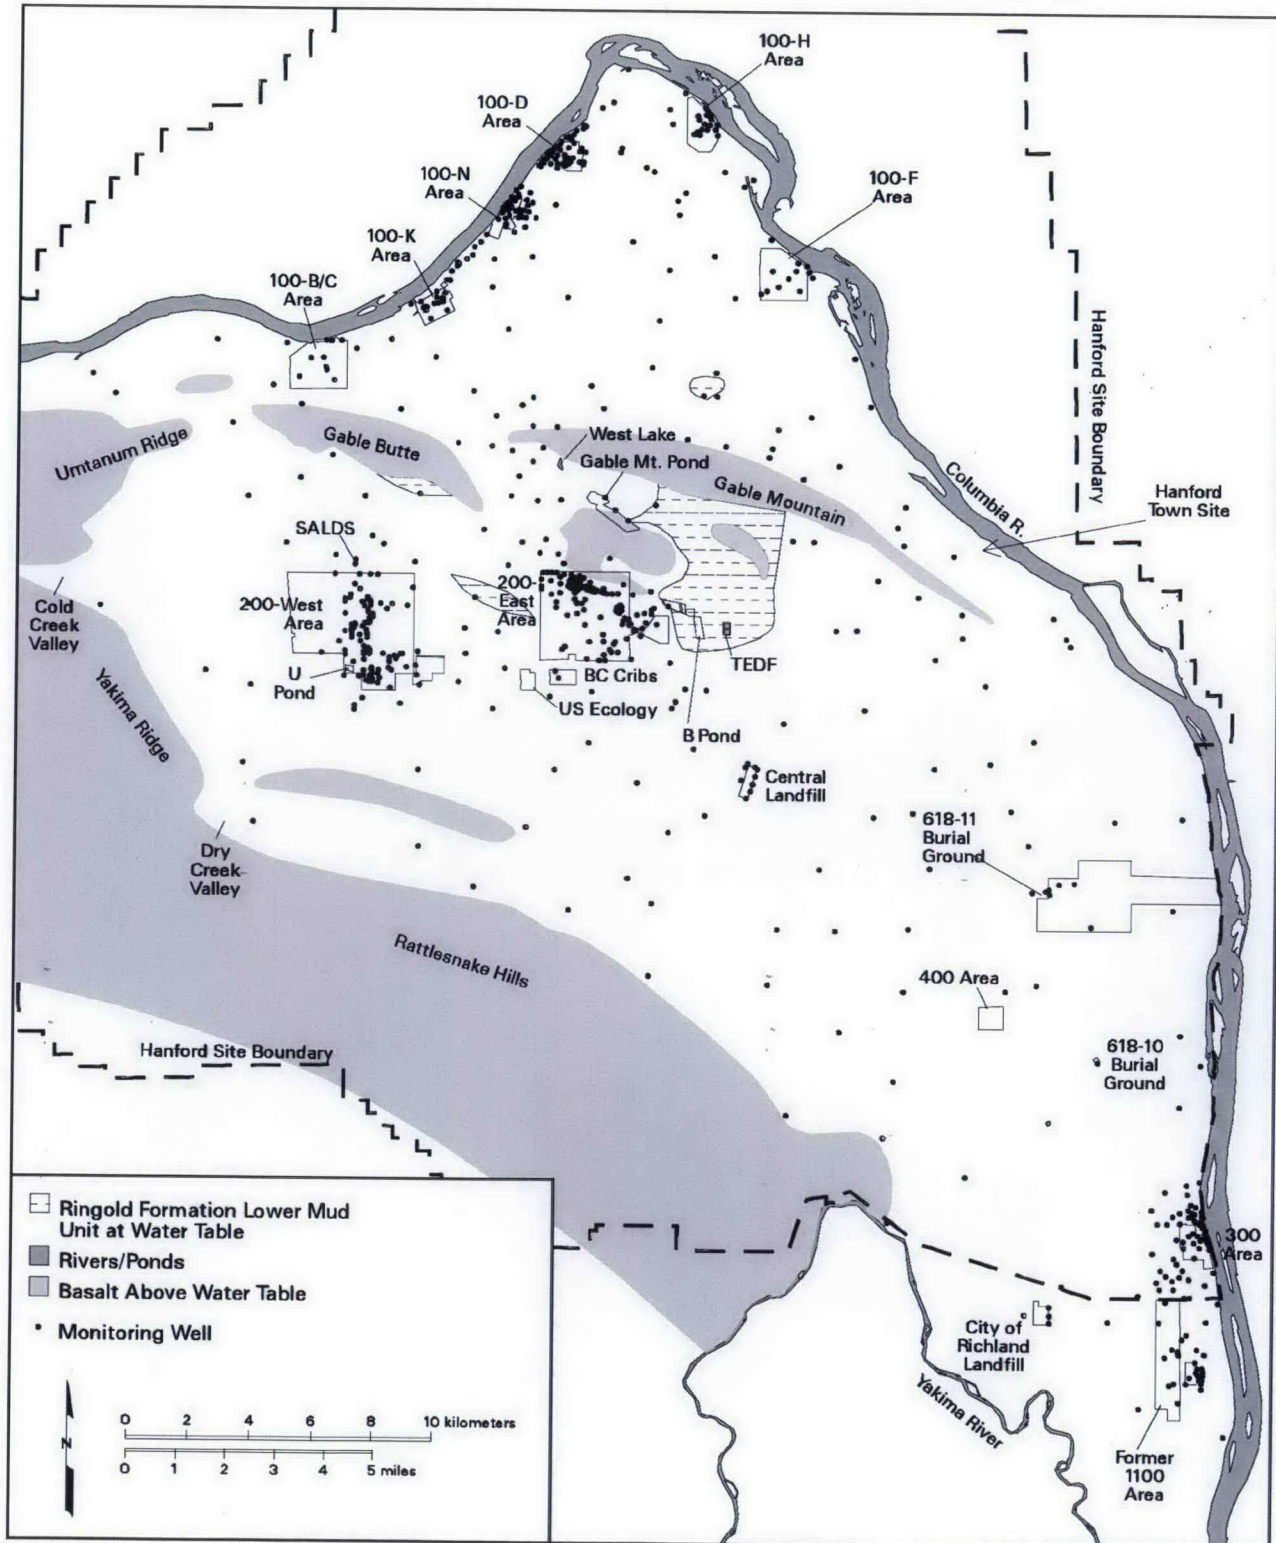 100-H
Area
100-D
Area
100-N
Area
100-F
Area
100-K
Area
100-B/C
Area
Hanford Site Boundary
Umtanum Ridge
Gable Butte
West Lake
Gable Mt. Pond
Gable Mountain
Columbia R.
Hanford
Town Site
SALDS
200-West
Area
200-
East
Area
Cold
Creek
Valley
U
Pond
BC Cribs
TEDF
US Ecology
B Pond
Yakima Ridge
Central
Landfill
618-11
Burial
Ground
Dry
Creek
Valley
Rattlesnake Hills
400 Area
Hanford Site Boundary
618-10
Burial
Ground
300
Area
City of
Richland
Landfill
Yakima River
Former
1100
Area
Ringold Formation Lower Mud
Unit at Water Table
Rivers/Ponds
Basalt Above Water Table
Monitoring Well
N
0 2 4 6 8 10 kilometers
0 1 2 3 4 5 miles